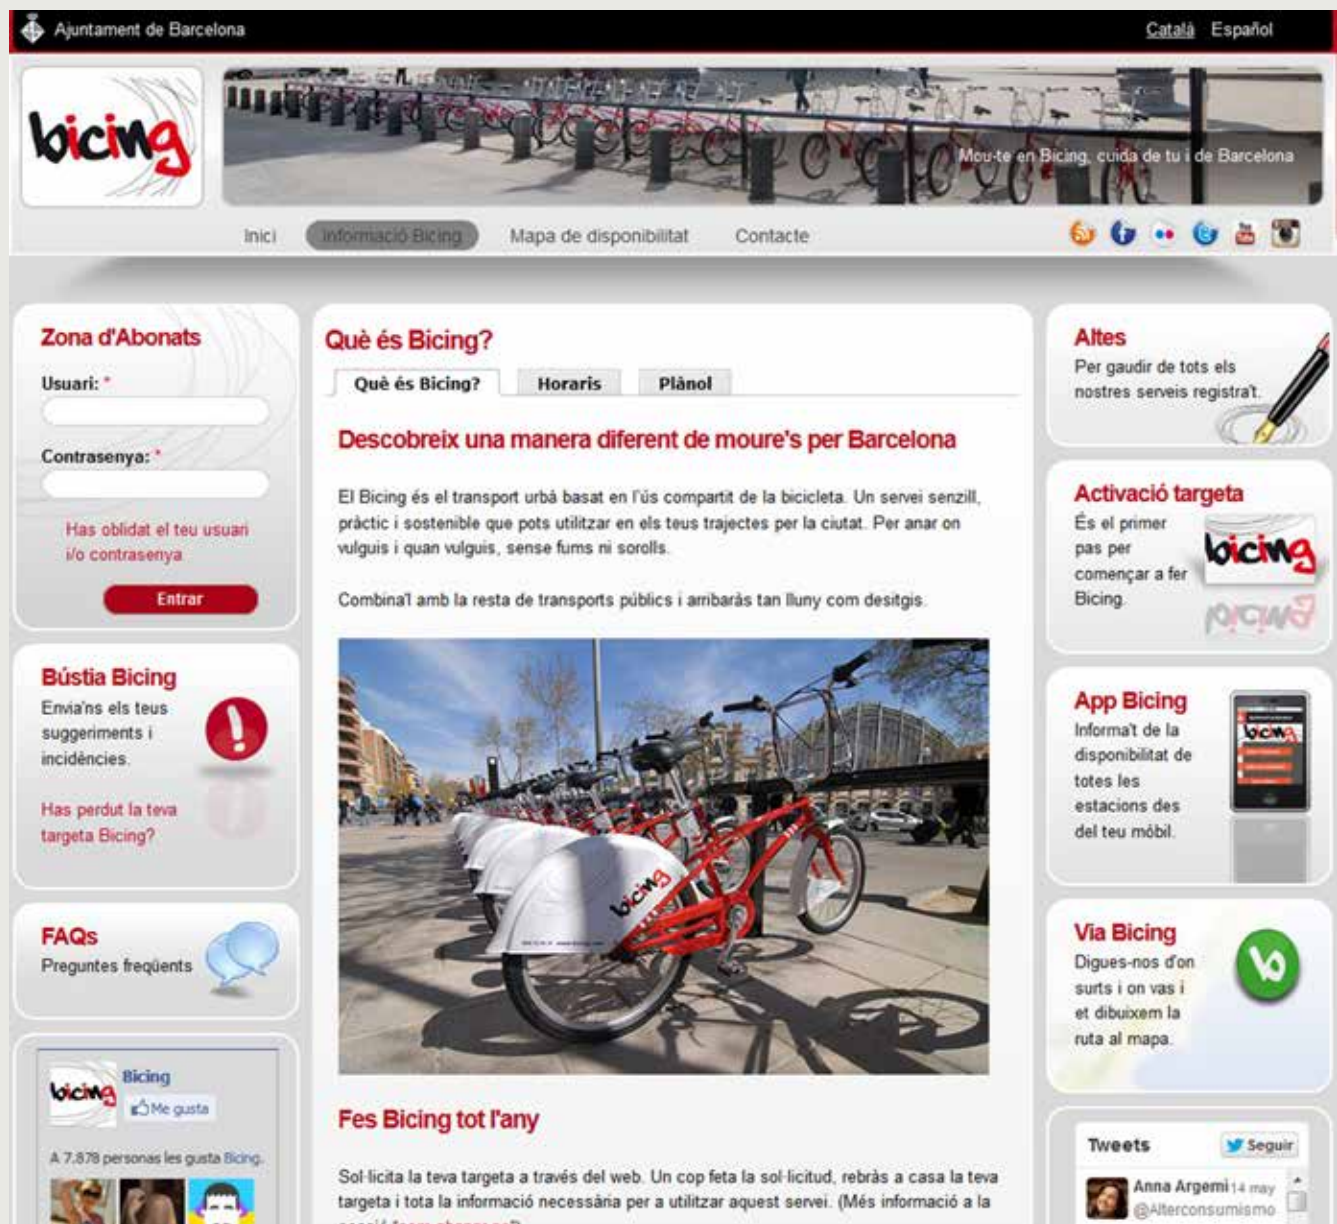 Ajuntament de Barcelona
Català Español
bicing
Mou-te en Bicing, cuida de tu i de Barcelona
Inici Informació Bicing Mapa de disponibilitat Contacte
Zona d'Abonats
Usuari: *
Contrasenya: *
Has oblidat el teu usuari
i/o contrasenya
Entrar
Bústia Bicing
Envia'ns els teus
suggeriments i
incidències.
Has perdut la teva
targeta Bicing?
FAQs
Preguntes freqüents
bicing
Bicing
Me gusta
A 7.878 personas les gusta Bicing.
Què és Bicing?
Què és Bicing? Horaris Plànol
Descobreix una manera diferent de moure's per Barcelona
El Bicing és el transport urbà basat en l'ús compartit de la bicicleta. Un servei senzill,
pràctic i sostenible que pots utilitzar en els teus trajectes per la ciutat. Per anar on
vulguis i quan vulguis, sense fums ni sorolls.
Combina'l amb la resta de transports públics i arribaràs tan lluny com desitgis.
bicing
Fes Bicing tot l'any
Sol·licita la teva targeta a través del web. Un cop feta la sol·licitud, rebràs a casa la teva
targeta i tota la informació necessària per a utilitzar aquest servei. (Més informació a la
Altes
Per gaudir de tots els
nostres serveis registra't.
Activació targeta
És el primer
pas per
començar a fer
Bicing.
bicing
App Bicing
Informa't de la
disponibilitat de
totes les
estacions des
del teu mòbil.
bicing
Via Bicing
Digues-nos d'on
surts i on vas i
et dibuixem la
ruta al mapa.
Tweets Seguir
Anna Argemi 14 may
@Alterconsumismo